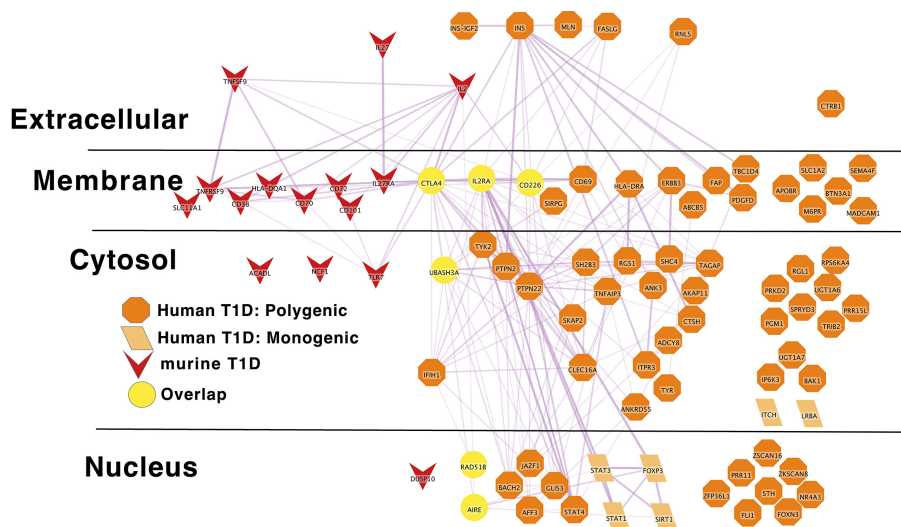 INS-IGF2
INS
MLN
FASLG
RNLS
IL27
TNFSF9
IL2
CTRB1
Extracellular
Membrane
TNFRSF9
SLC11A1
CD38
HLA-DQA1
CD70
CD72
CD101
IL27RA
CTLA4
IL2RA
CD226
SIRPG
CD69
HLA-DRA
ERBB3
ABCB5
FAP
TBC1D4
PDGFD
SLC1A2
SEMA4F
APOBR
BTN3A1
M6PR
MADCAM1
Cytosol
ACADL
NCF1
TLR7
UBASH3A
TYK2
PTPN2
PTPN22
SH2B3
RGS1
SHC4
TAGAP
TNFAIP3
ANK3
AKAP11
SKAP2
CTSH
ADCY8
IFIH1
CLEC16A
ITPR3
TYR
ANKRD55
RGL1
RPS6KA4
PRKD2
UGT1A6
SPRYD3
PRR15L
PGM1
TRIB2
UGT1A7
IP6K3
BAK1
ITCH
LRBA
Human T1D: Polygenic
Human T1D: Monogenic
murine T1D
Overlap
Nucleus
DUSP10
RAD51B
AIRE
JAZF1
BACH2
GLIS3
AFF3
STAT4
STAT3
FOXP3
STAT1
SIRT1
ZSCAN16
PRR11
ZKSCAN8
ZFP36L1
STH
NR4A3
FLI1
FOXN3